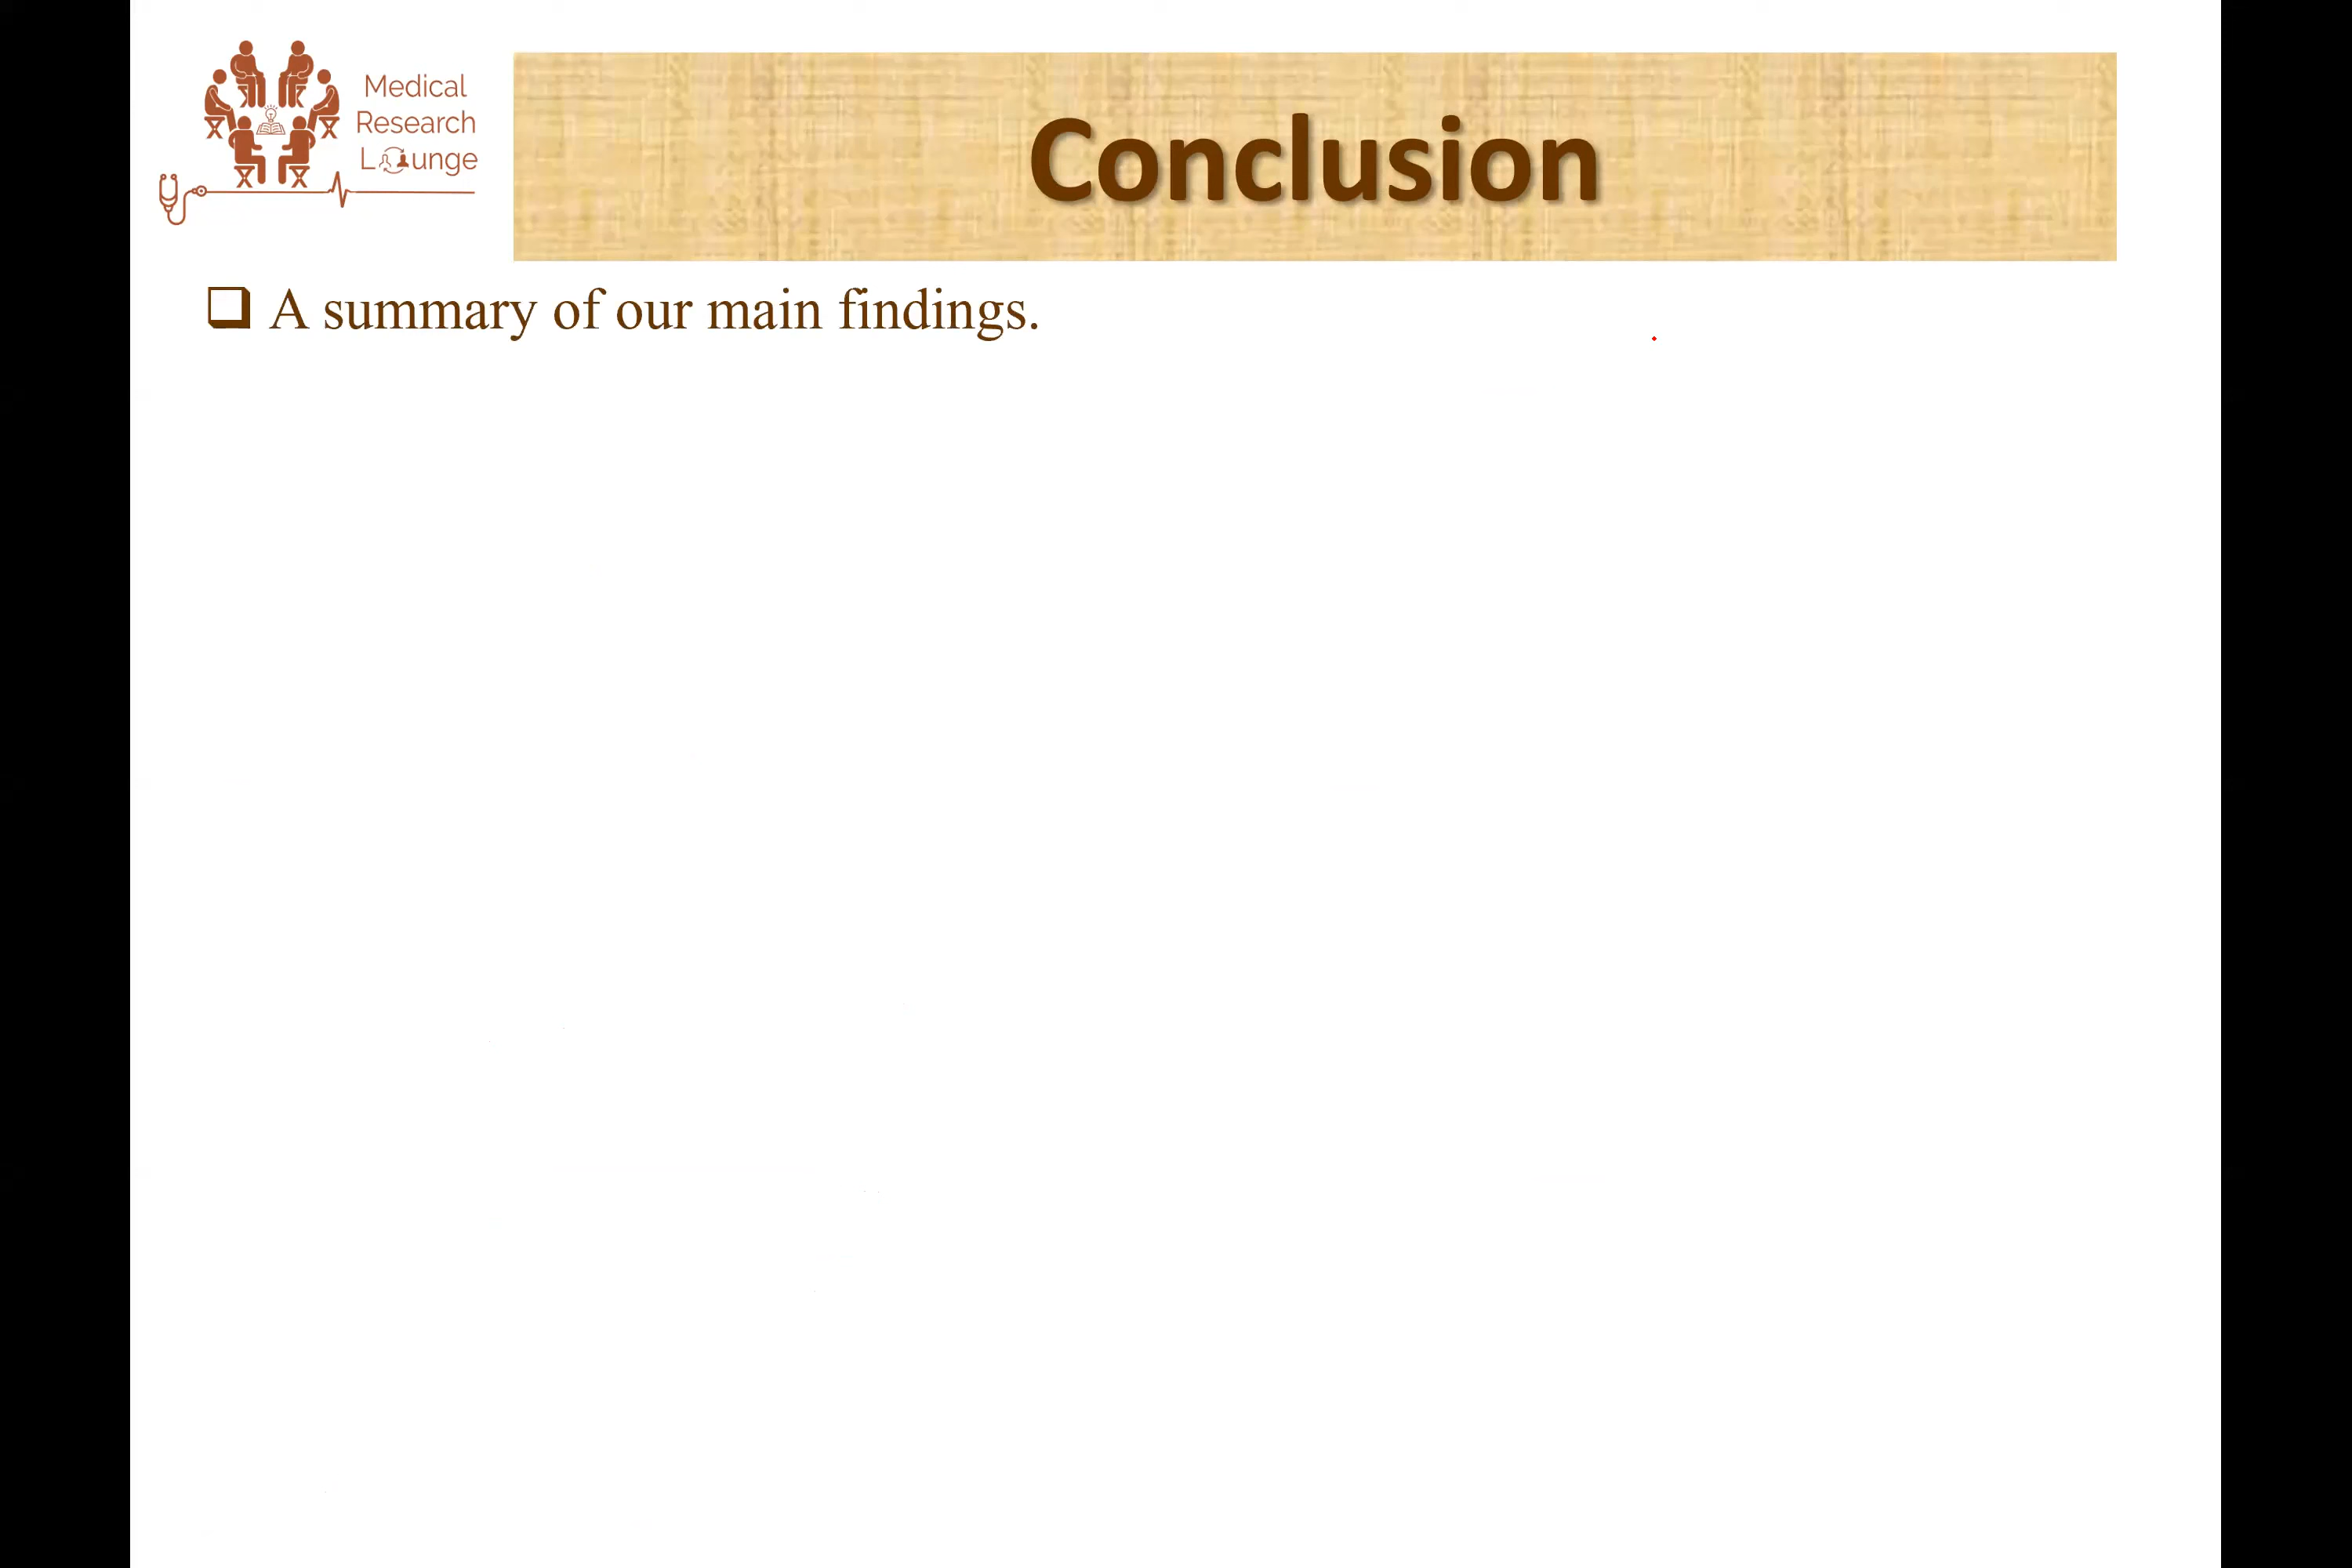 Medical
Research
Lounge
Conclusion
❑ A summary of our main findings.